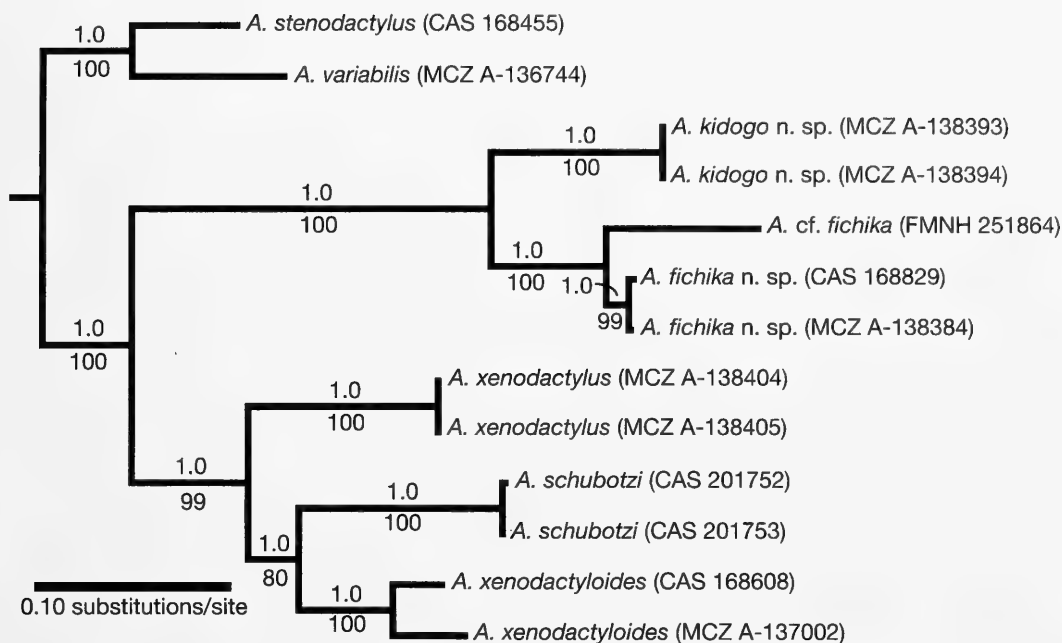 1.0
100
A. stenodactylus (CAS 168455)
A. variabilis (MCZ A-136744)
1.0
100
A. kidogo n. sp. (MCZ A-138393)
A. kidogo n. sp. (MCZ A-138394)
1.0
100
A. cf. fichika (FMNH 251864)
1.0
100
1.0
99
A. fichika n. sp. (CAS 168829)
A. fichika n. sp. (MCZ A-138384)
1.0
100
A. xenodactylus (MCZ A-138404)
1.0
100
A. xenodactylus (MCZ A-138405)
1.0
99
A. schubotzi (CAS 201752)
1.0
100
A. schubotzi (CAS 201753)
1.0
80
A. xenodactyloides (CAS 168608)
1.0
100
A. xenodactyloides (MCZ A-137002)
0.10 substitutions/site